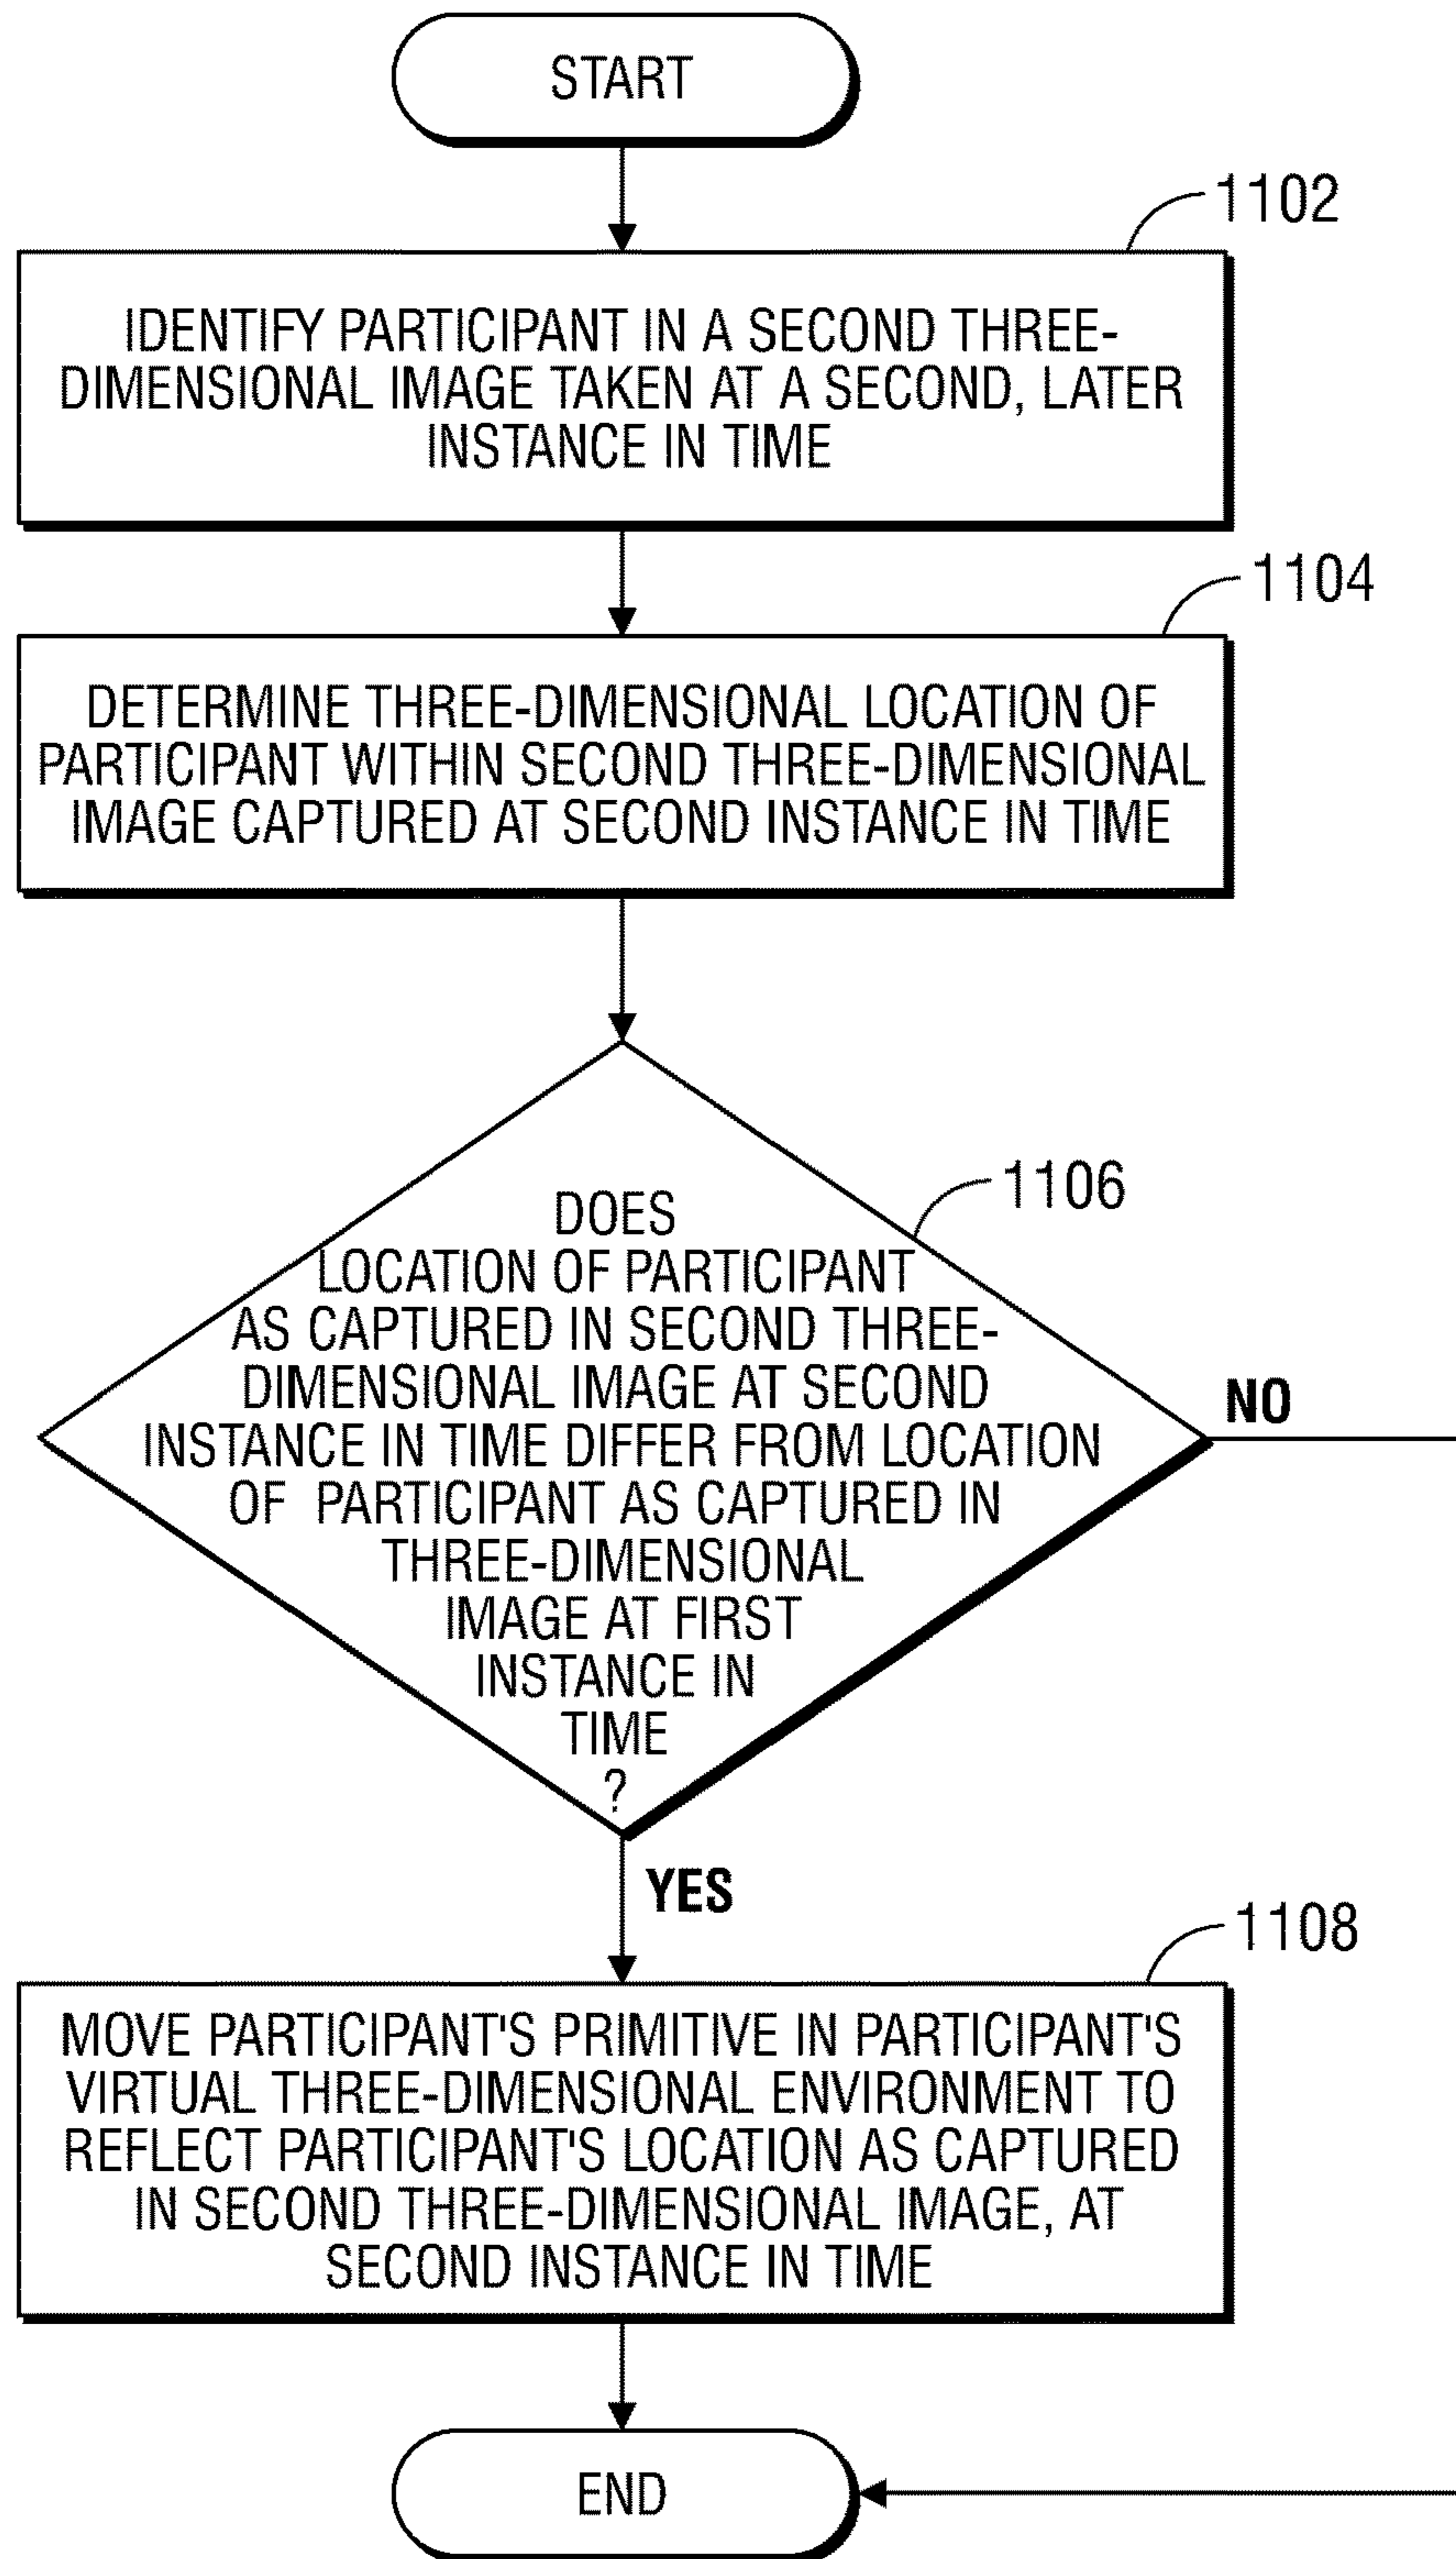 START
1102
IDENTIFY PARTICIPANT IN A SECOND THREE-
DIMENSIONAL IMAGE TAKEN AT A SECOND, LATER
INSTANCE IN TIME
1104
DETERMINE THREE-DIMENSIONAL LOCATION OF
PARTICIPANT WITHIN SECOND THREE-DIMENSIONAL
IMAGE CAPTURED AT SECOND INSTANCE IN TIME
1106
DOES
LOCATION OF PARTICIPANT
AS CAPTURED IN SECOND THREE-
DIMENSIONAL IMAGE AT SECOND
INSTANCE IN TIME DIFFER FROM LOCATION
OF PARTICIPANT AS CAPTURED IN
THREE-DIMENSIONAL
IMAGE AT FIRST
INSTANCE IN
TIME
?
NO
YES
1108
MOVE PARTICIPANT'S PRIMITIVE IN PARTICIPANT'S
VIRTUAL THREE-DIMENSIONAL ENVIRONMENT TO
REFLECT PARTICIPANT'S LOCATION AS CAPTURED
IN SECOND THREE-DIMENSIONAL IMAGE, AT
SECOND INSTANCE IN TIME
END